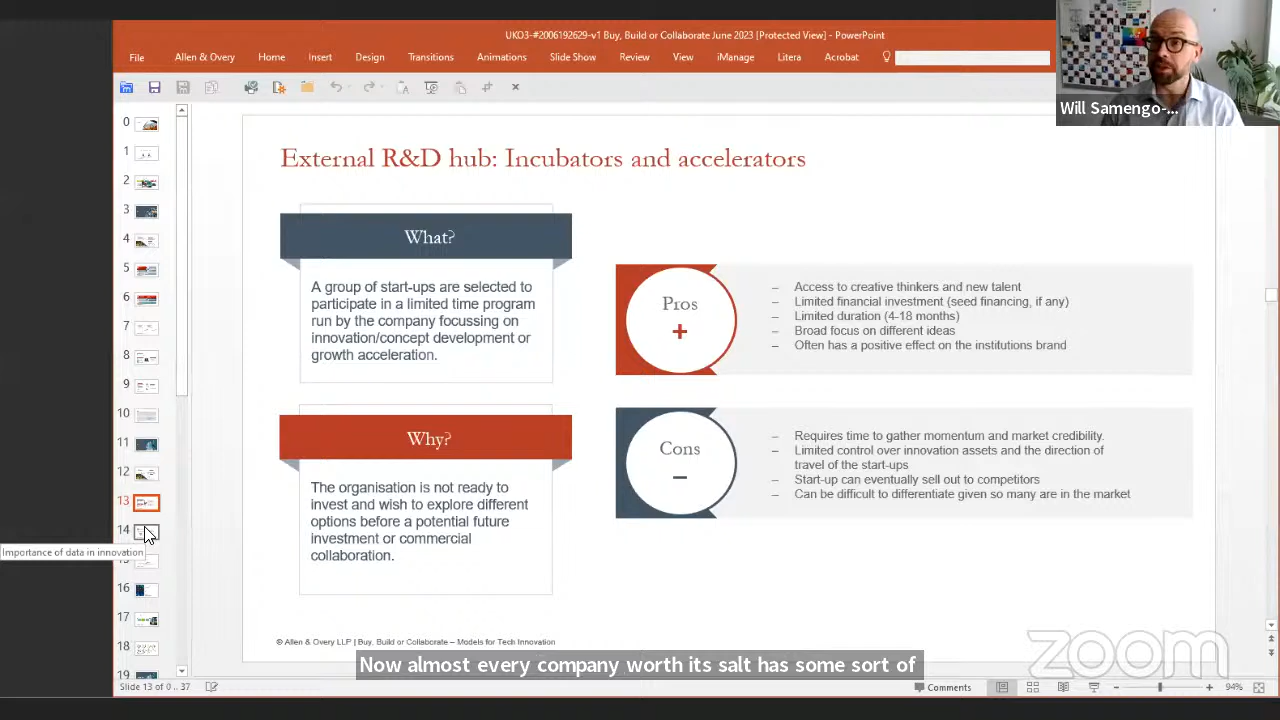 UKO3-#2006192629-v1 Buy, Build or Collaborate June 2023 [Protected View] - PowerPoint
File Allen & Overy Home Insert Design Transitions Animations Slide Show Review View iManage Litera Acrobat
Will Samengo-...
0
1
2
3
4
5
6
7
8
9
10
11
12
13
14
Importance of data in innovation
16
17
18
19
External R&D hub: Incubators and accelerators
What?
A group of start-ups are selected to
participate in a limited time program
run by the company focussing on
innovation/concept development or
growth acceleration.
Why?
The organisation is not ready to
invest and wish to explore different
options before a potential future
investment or commercial
collaboration.
Pros
+
– Access to creative thinkers and new talent
– Limited financial investment (seed financing, if any)
– Limited duration (4-18 months)
– Broad focus on different ideas
– Often has a positive effect on the institutions brand
Cons
–
– Requires time to gather momentum and market credibility.
– Limited control over innovation assets and the direction of
travel of the start-ups
– Start-up can eventually sell out to competitors
– Can be difficult to differentiate given so many are in the market
© Allen & Overy LLP | Buy, Build or Collaborate – Models for Tech Innovation
Now almost every company worth its salt has some sort of
zoom
Slide 13 of 0 .. 37
Comments
94%